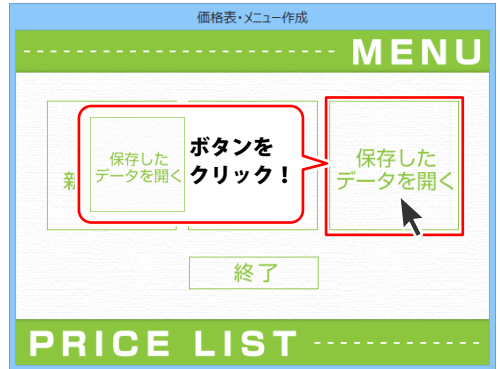 価格表・メニュー作成
MENU
新
保存した
データを開く
ボタンを
クリック！
保存した
データを開く
終了
PRICE LIST